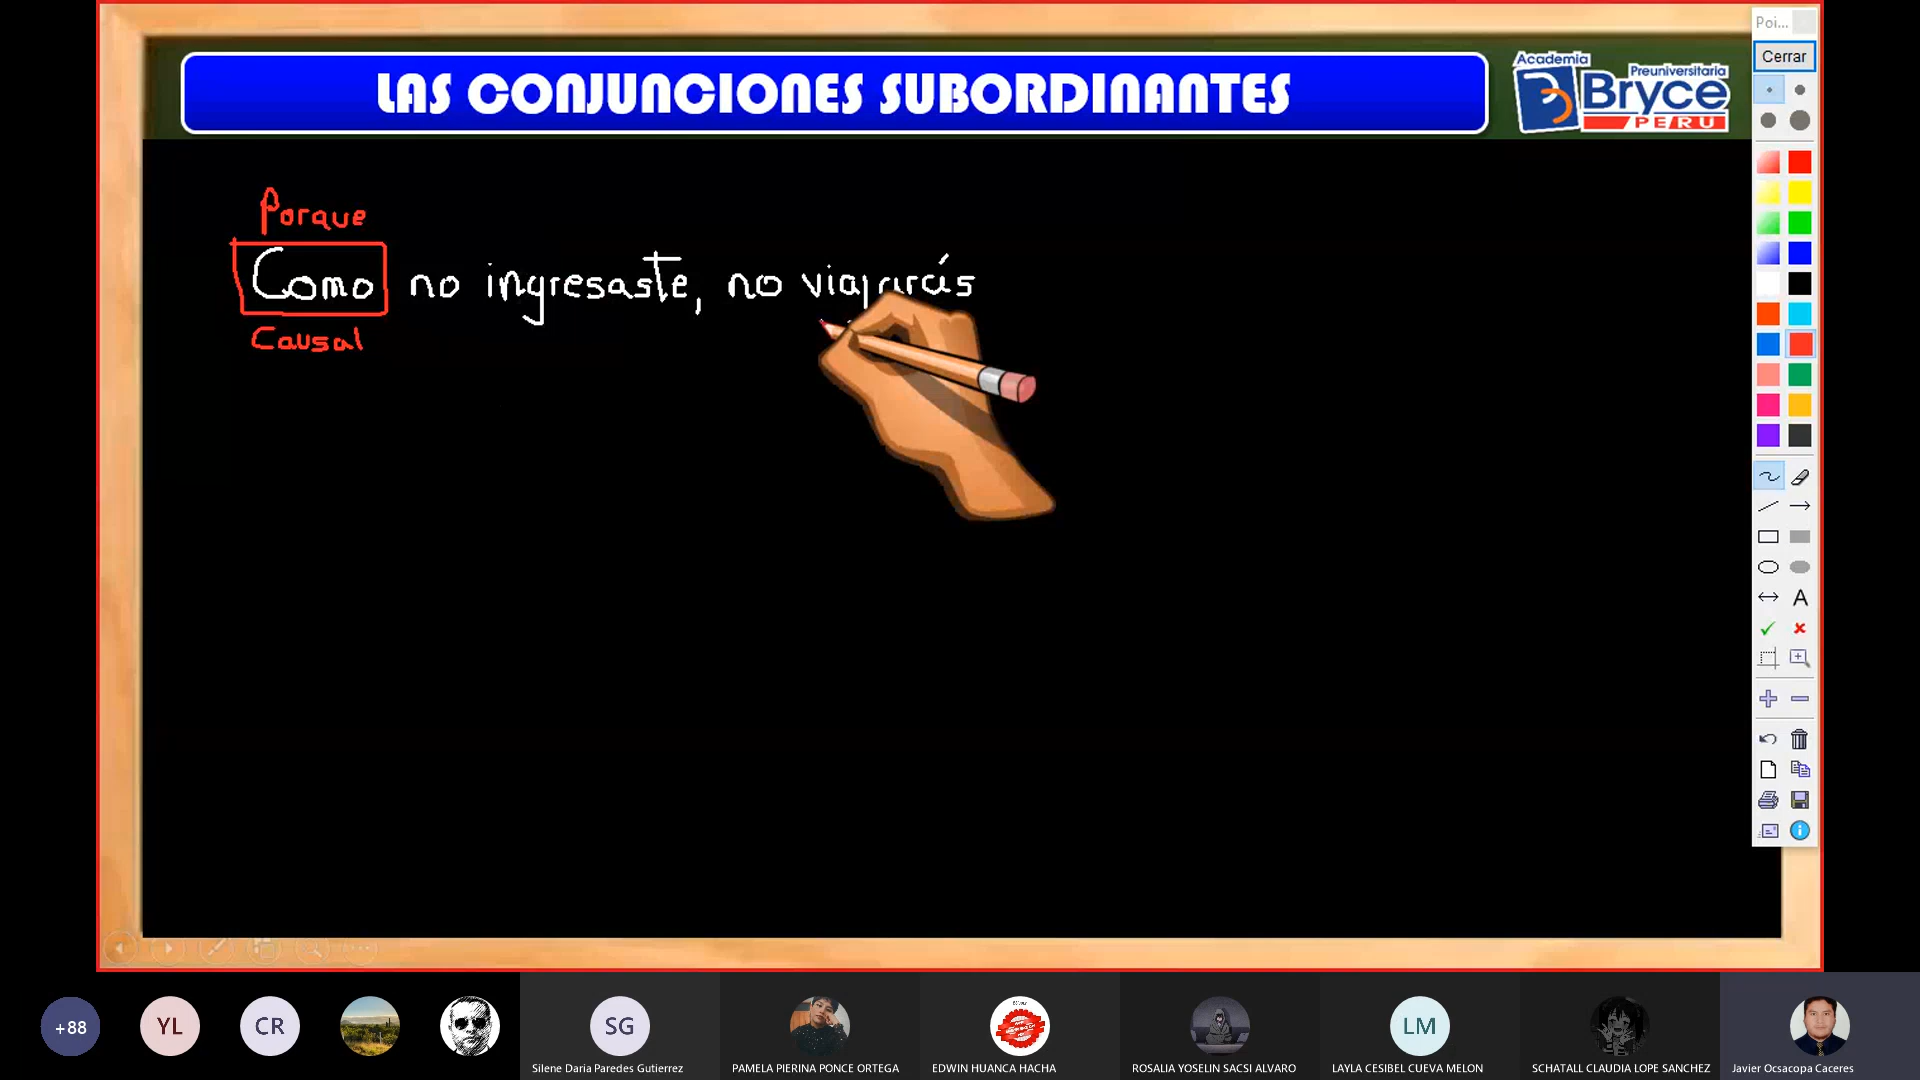 Poi...
Cerrar
LAS CONJUNCIONES SUBORDINANTES
Academia
Preuniversitaria
Bryce
PERU
Porque
Como no ingresaste, no viajarás
Causal
A
+88
YL
CR
SG
LM
Silene Daria Paredes Gutierrez
PAMELA PIERINA PONCE ORTEGA
EDWIN HUANCA HACHA
ROSALIA YOSELIN SACSI ALVARO
LAYLA CESIBEL CUEVA MELON
SCHATALL CLAUDIA LOPE SANCHEZ
Javier Ocsacopa Caceres